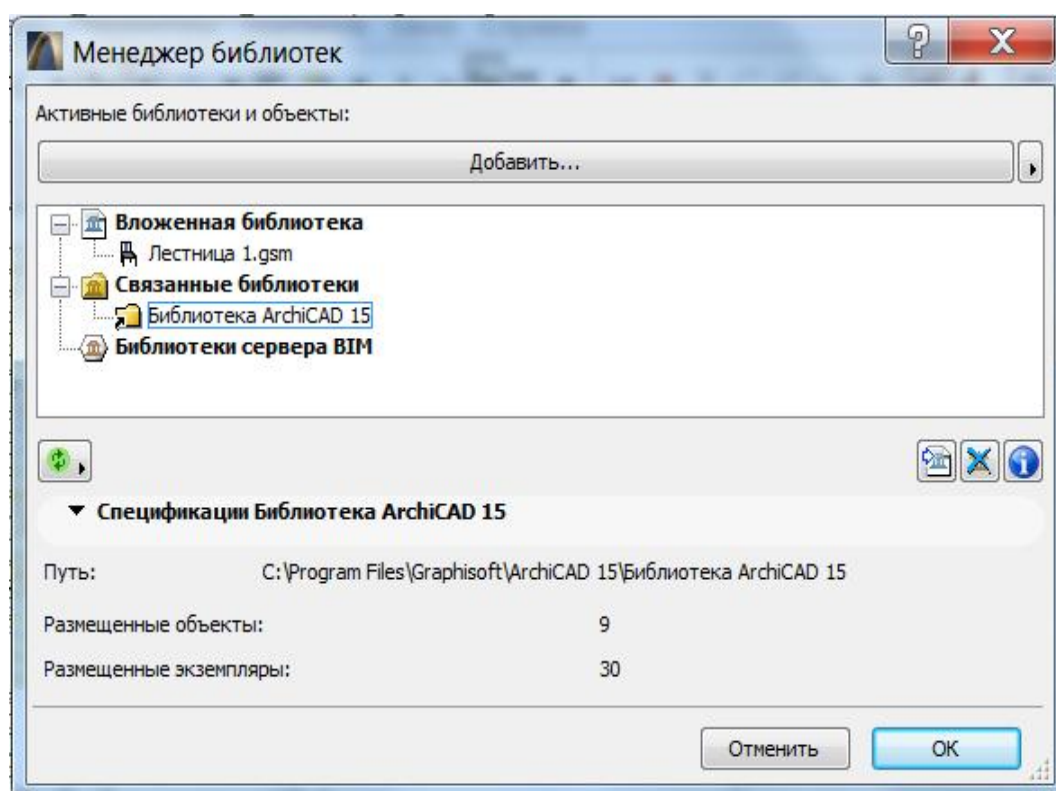 Менеджер библиотек
Активные библиотеки и объекты:
Добавить...
Вложенная библиотека
Лестница 1.gsm
Связанные библиотеки
Библиотека ArchiCAD 15
Библиотеки сервера BIM
Спецификации Библиотека ArchiCAD 15
Путь: C:\Program Files\Graphisoft\ArchiCAD 15\Библиотека ArchiCAD 15
Размещенные объекты: 9
Размещенные экземпляры: 30
Отменить OK